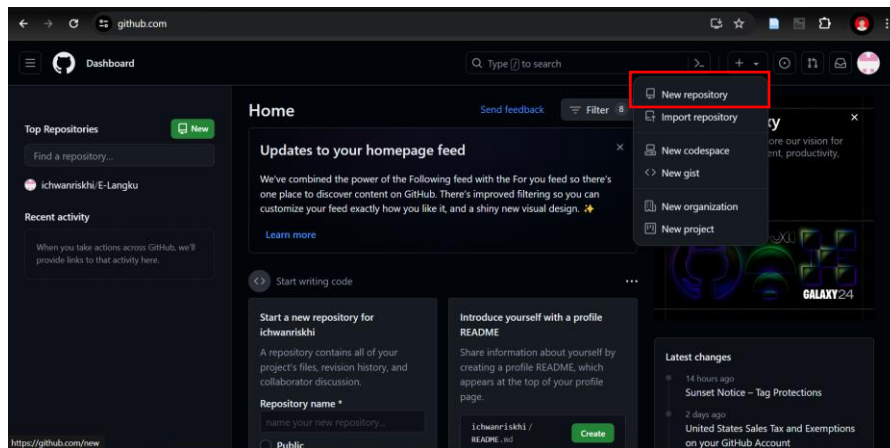 github.com
Dashboard
Type / to search
Top Repositories
New
Find a repository...
ichwanriskhi/E-Langku
Recent activity
When you take actions across GitHub, we'll
provide links to that activity here.
Home
Send feedback
Filter 8
Updates to your homepage
feed
We've combined the power of the Following
feed with the For you feed so there's
one place to discover content on GitHub.
There's improved filtering so you can
customize your feed exactly how you like
it, and a shiny new visual design. ✨
Learn more
Start writing code
Start a new repository for
ichwanriskhi
A repository contains all of your
project's files, revision history, and
collaborator discussion.
Repository name *
name your new repository...
Public
Introduce yourself with a profile
README
Share information about yourself by
creating a profile README, which
appears at the top of your profile
page.
ichwanriskhi /
README.md
Create
New repository
Import repository
New codespace
New gist
New organization
New project
ore our vision for
ent, productivity,
GALAXY24
Latest changes
14 hours ago
Sunset Notice – Tag Protections
2 days ago
United States Sales Tax and Exemptions
on your GitHub Account
https://github.com/new